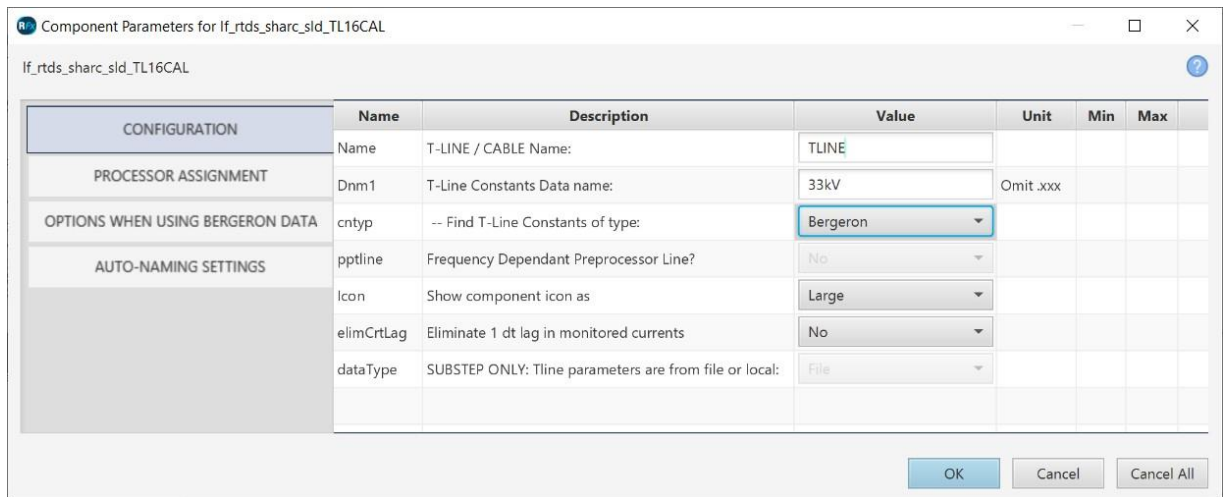 RFx Component Parameters for lf_rtds_sharc_sld_TL16CAL
lf_rtds_sharc_sld_TL16CAL ?
CONFIGURATION
PROCESSOR ASSIGNMENT
OPTIONS WHEN USING BERGERON DATA
AUTO-NAMING SETTINGS
Name Description Value Unit Min Max
Name T-LINE / CABLE Name: TLINE
Dnm1 T-Line Constants Data name: 33kV Omit .xxx
cntyp -- Find T-Line Constants of type: Bergeron
pptline Frequency Dependant Preprocessor Line? No
Icon Show component icon as Large
elimCrtLag Eliminate 1 dt lag in monitored currents No
dataType SUBSTEP ONLY: Tline parameters are from file or local: File
OK Cancel Cancel All